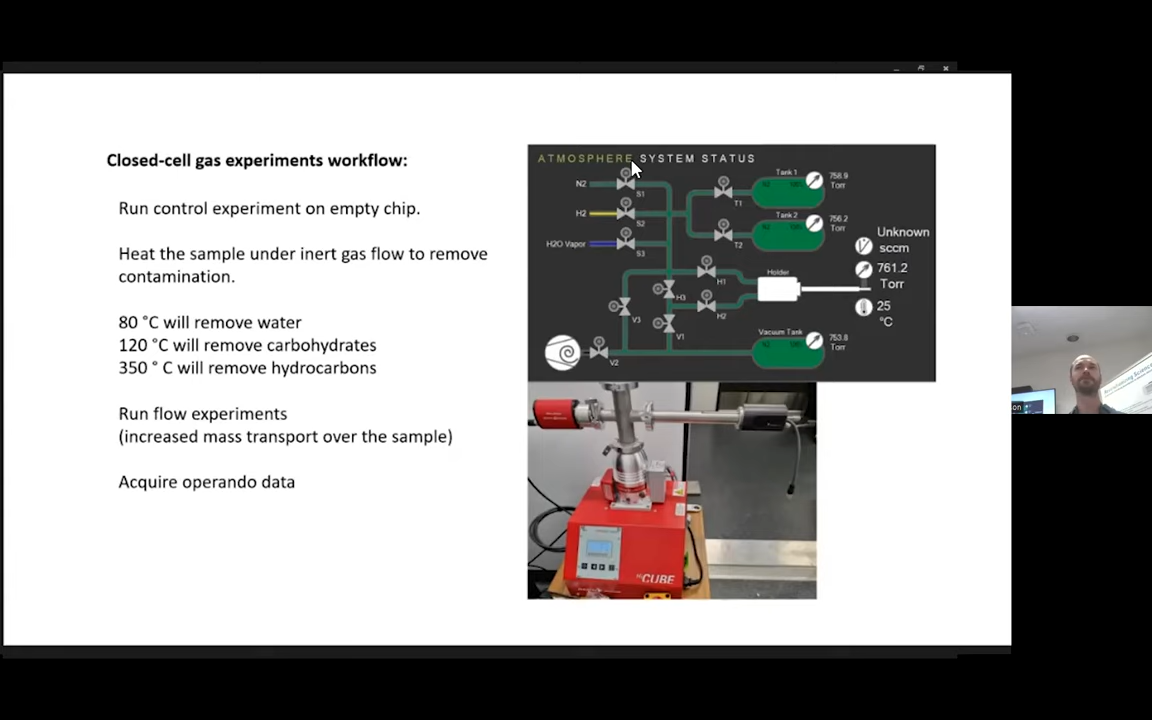 Closed-cell gas experiments workflow:
Run control experiment on empty chip.
Heat the sample under inert gas flow to remove
contamination.
80 °C will remove water
120 °C will remove carbohydrates
350 ° C will remove hydrocarbons
Run flow experiments
(increased mass transport over the sample)
Acquire operando data
ATMOSPHERE SYSTEM STATUS
N2
S1
H2
S2
H2O Vapor
S3
T1
Tank 1
758.9
Torr
T2
Tank 2
756.2
Torr
Unknown
sccm
761.2
Torr
25
°C
Holder
H1
H3
H2
V3
V1
V2
Vacuum Tank
753.8
Torr
CUBE
son